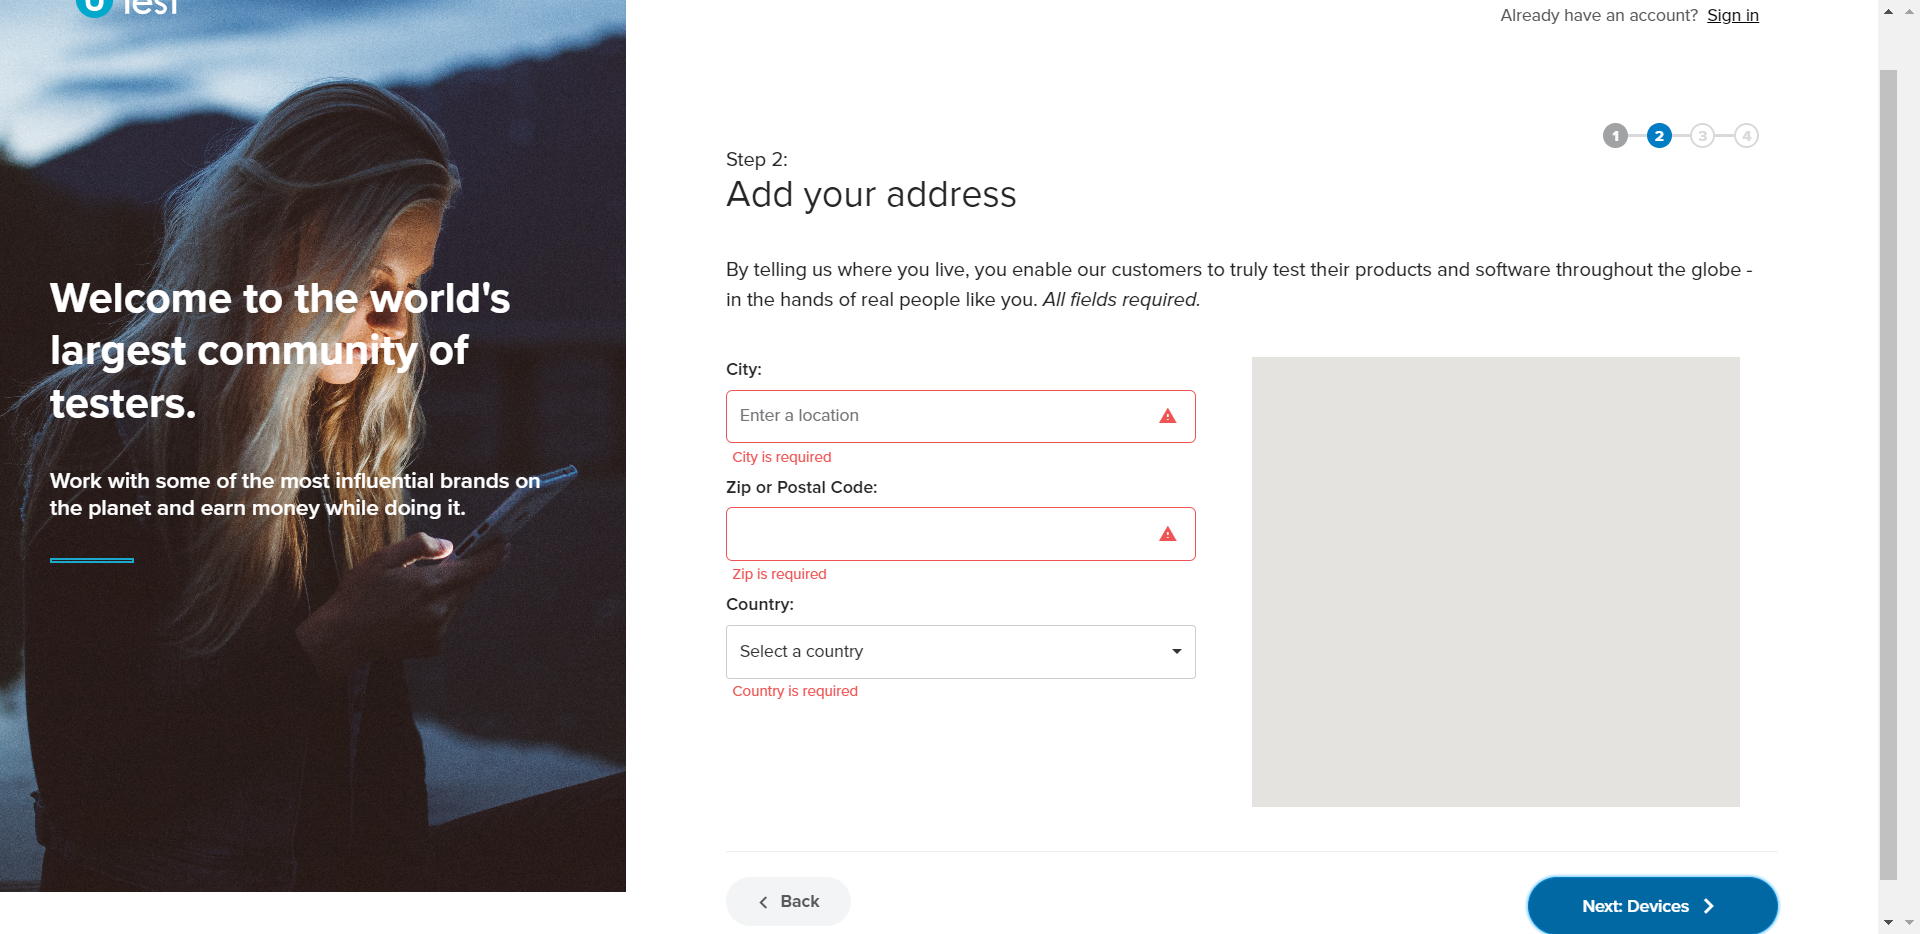 Test
Already have an account? Sign in
1 2 3 4
Step 2:
Add your address
By telling us where you live, you enable our customers to truly test their products and software throughout the globe -
in the hands of real people like you. All fields required.
Welcome to the world's
largest community of
testers.
Work with some of the most influential brands on
the planet and earn money while doing it.
City:
Enter a location
City is required
Zip or Postal Code:
Zip is required
Country:
Select a country
Country is required
Back
Next: Devices